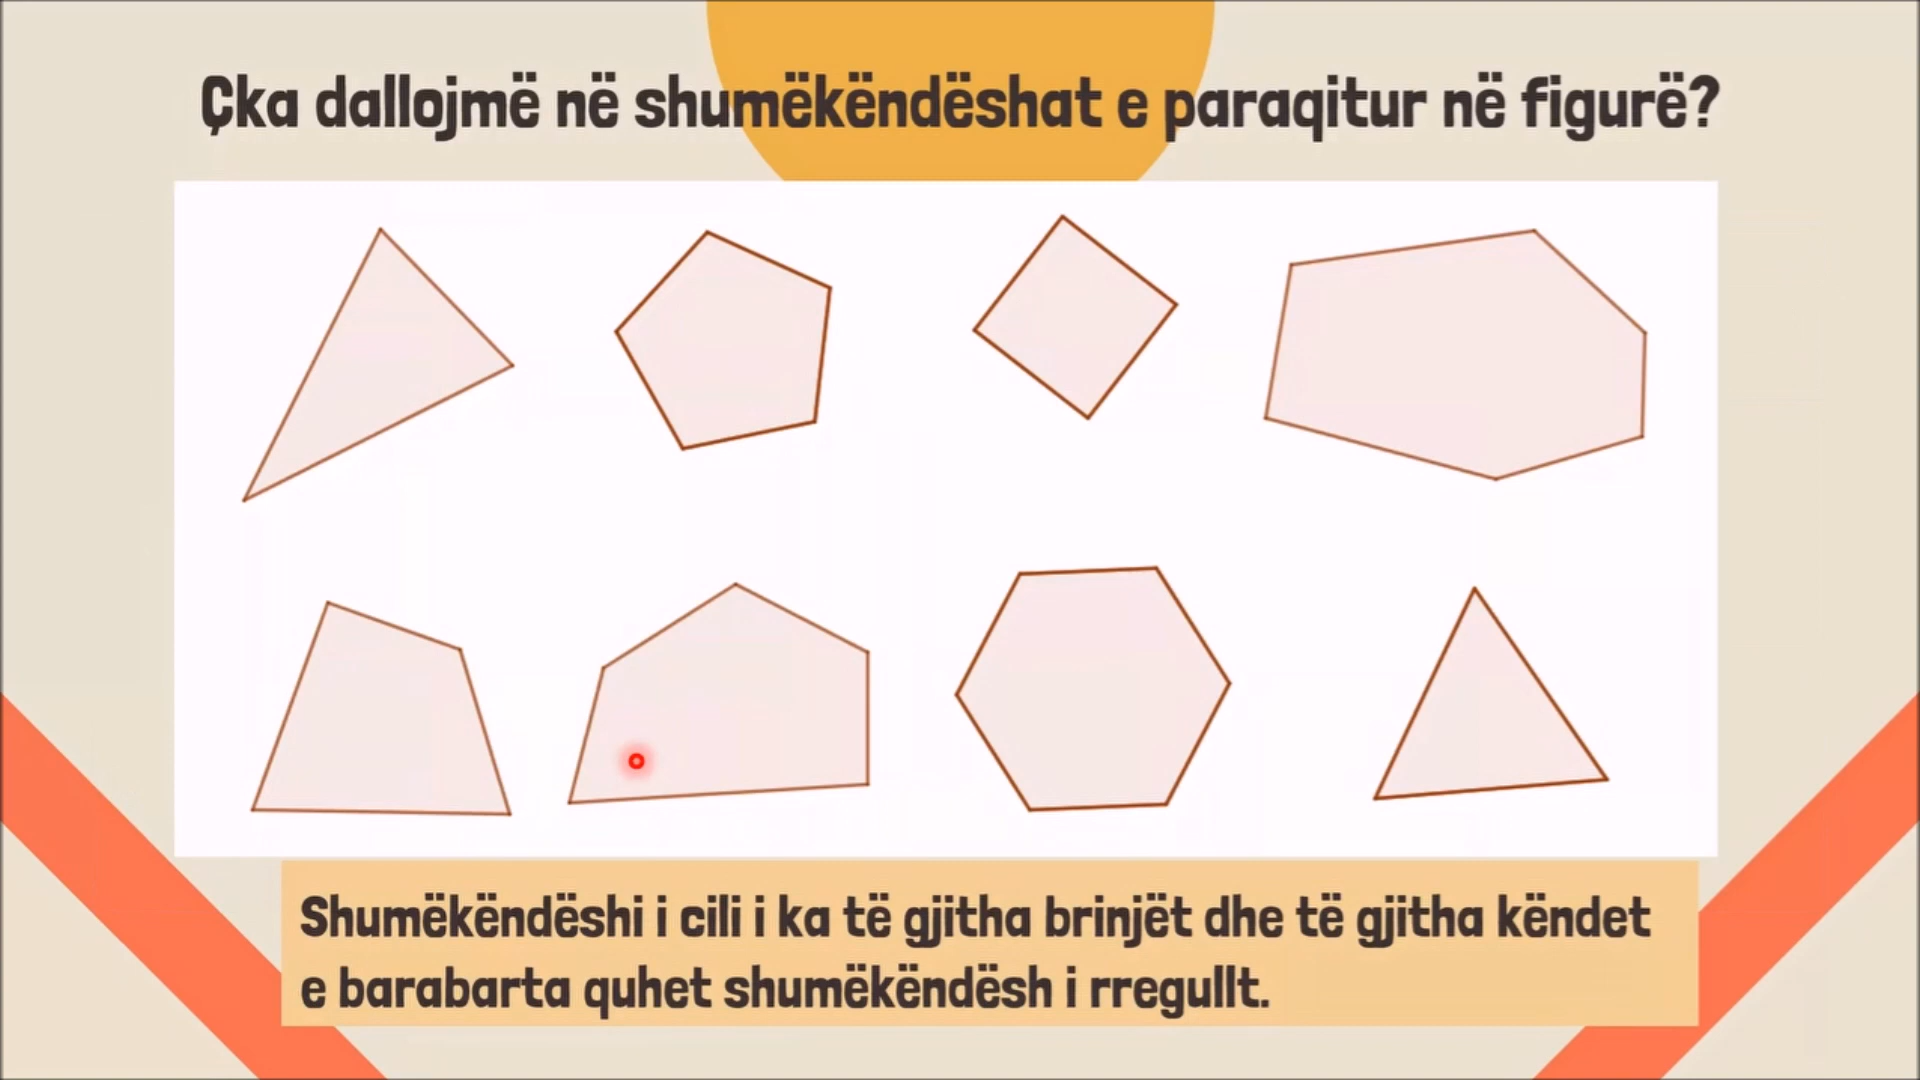 Çka dallojmë në shumëkëndëshat e paraqitur në figurë?
Shumëkëndëshi i cili i ka të gjitha brinjët dhe të gjitha këndet
e barabarta quhet shumëkëndësh i rregullt.